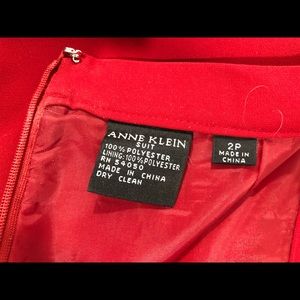 ANNE KLEIN
SUIT
100% POLYESTER
LINING: 100% POLYESTER
RN 54050
MADE IN CHINA
DRY CLEAN
2P
MADE IN
CHINA